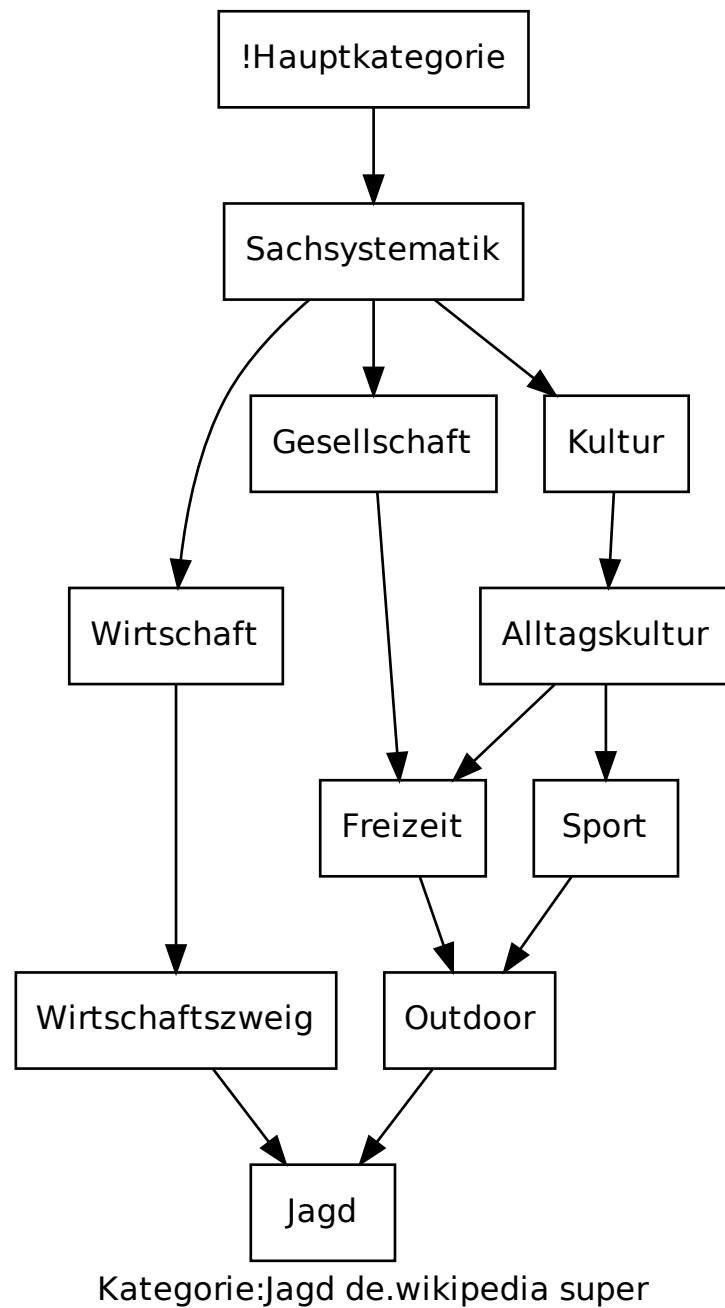 !Hauptkategorie
Sachsystematik
Gesellschaft
Kultur
Wirtschaft
Alltagskultur
Freizeit
Sport
Wirtschaftszweig
Outdoor
Jagd
Kategorie:Jagd de.wikipedia super